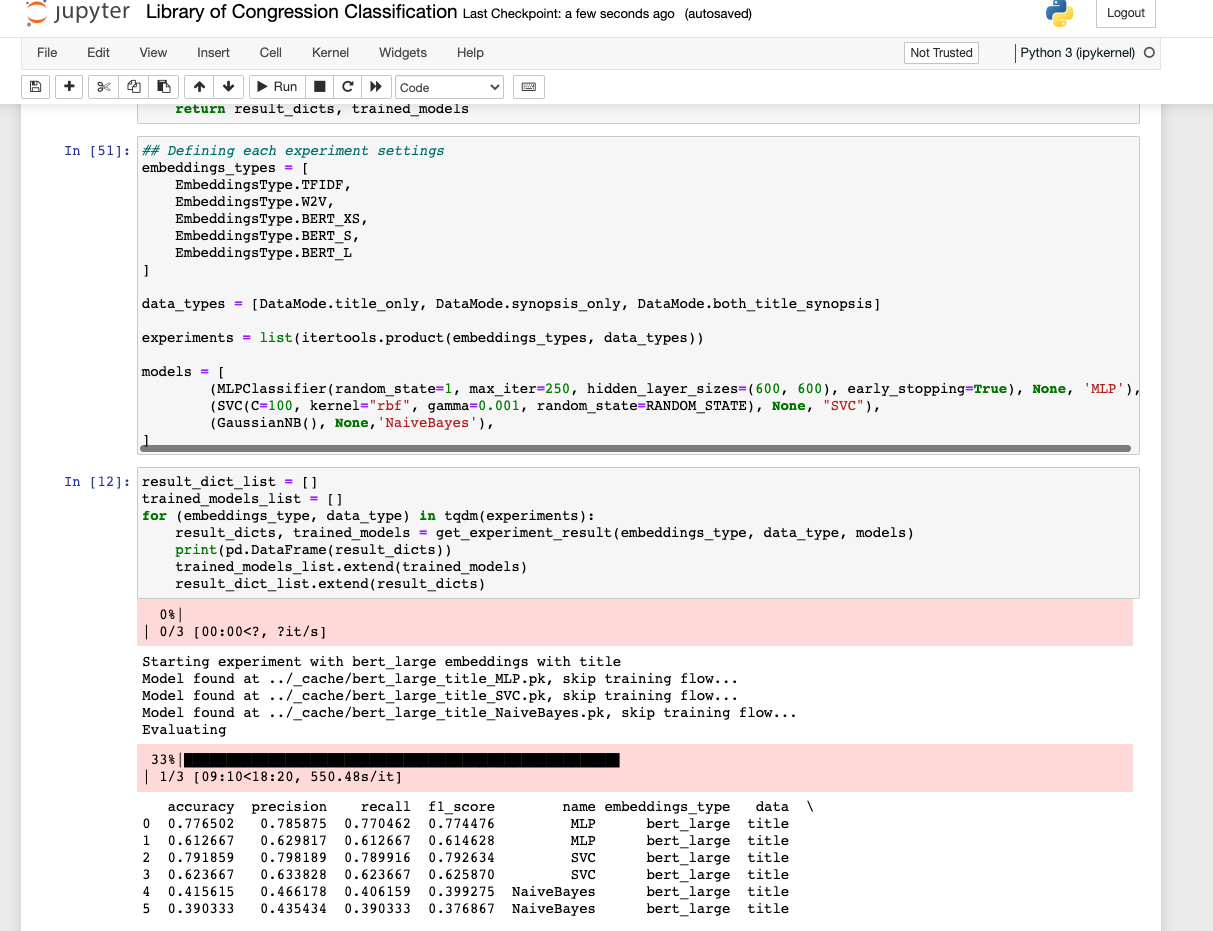 jupyter Library of Congression Classification Last Checkpoint: a few seconds ago (autosaved)
Logout
File Edit View Insert Cell Kernel Widgets Help
Not Trusted
Python 3 (ipykernel)
Run
Code
    return result_dicts, trained_models
In [51]:
## Defining each experiment settings
embeddings_types = [
    EmbeddingsType.TFIDF,
    EmbeddingsType.W2V,
    EmbeddingsType.BERT_XS,
    EmbeddingsType.BERT_S,
    EmbeddingsType.BERT_L
]
data_types = [DataMode.title_only, DataMode.synopsis_only, DataMode.both_title_synopsis]
experiments = list(itertools.product(embeddings_types, data_types))
models = [
        (MLPClassifier(random_state=1, max_iter=250, hidden_layer_sizes=(600, 600), early_stopping=True), None, 'MLP'),
        (SVC(C=100, kernel="rbf", gamma=0.001, random_state=RANDOM_STATE), None, "SVC"),
        (GaussianNB(), None,'NaiveBayes'),
]
In [12]:
result_dict_list = []
trained_models_list = []
for (embeddings_type, data_type) in tqdm(experiments):
    result_dicts, trained_models = get_experiment_result(embeddings_type, data_type, models)
    print(pd.DataFrame(result_dicts))
    trained_models_list.extend(trained_models)
    result_dict_list.extend(result_dicts)
0%|
| 0/3 [00:00<?, ?it/s]
Starting experiment with bert_large embeddings with title
Model found at ../_cache/bert_large_title_MLP.pk, skip training flow...
Model found at ../_cache/bert_large_title_SVC.pk, skip training flow...
Model found at ../_cache/bert_large_title_NaiveBayes.pk, skip training flow...
Evaluating
33%|
| 1/3 [09:10<18:20, 550.48s/it]
   accuracy  precision    recall  f1_score        name embeddings_type   data  \
0  0.776502   0.785875  0.770462  0.774476         MLP      bert_large  title
1  0.612667   0.629817  0.612667  0.614628         MLP      bert_large  title
2  0.791859   0.798189  0.789916  0.792634         SVC      bert_large  title
3  0.623667   0.633828  0.623667  0.625870         SVC      bert_large  title
4  0.415615   0.466178  0.406159  0.399275  NaiveBayes      bert_large  title
5  0.390333   0.435434  0.390333  0.376867  NaiveBayes      bert_large  title